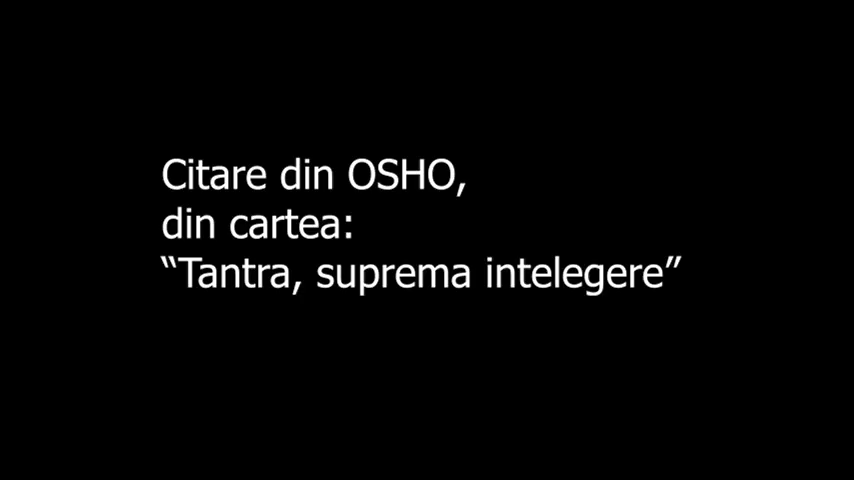 Citare din OSHO,
din cartea:
“Tantra, suprema intelegere”